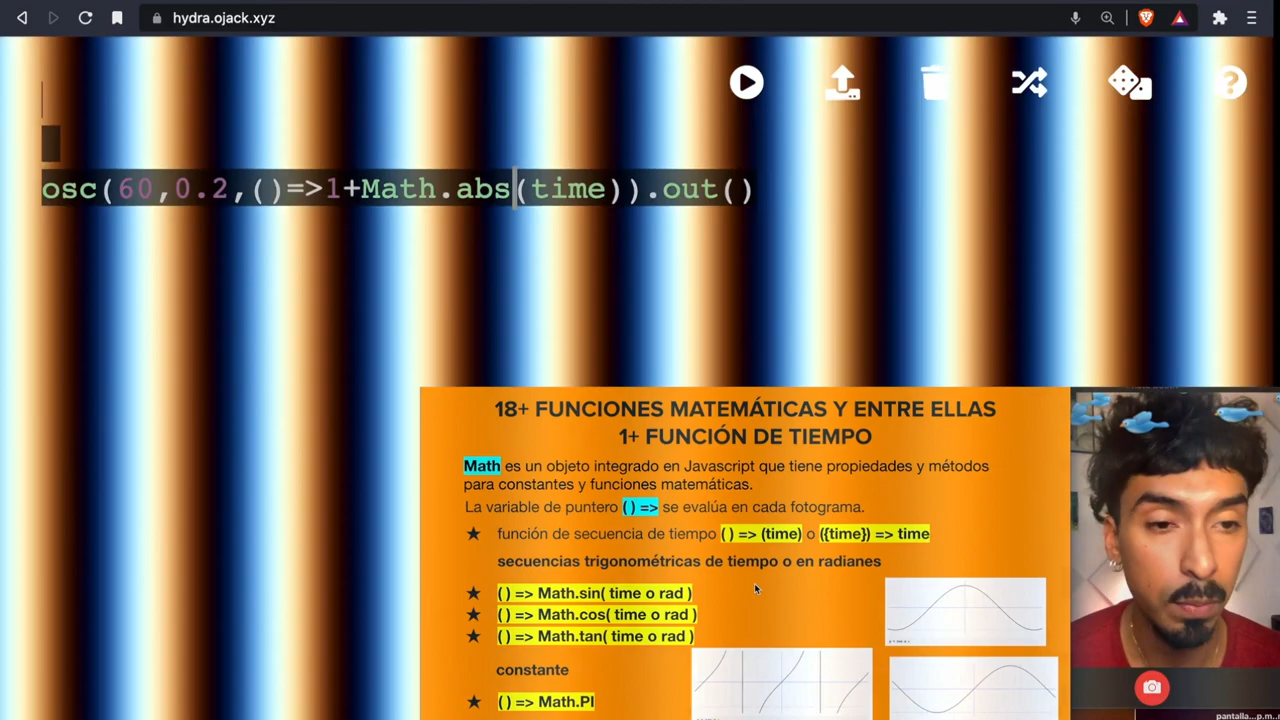 hydra.ojack.xyz
osc(60,0.2,()=>1+Math.abs(time)).out()
18+ FUNCIONES MATEMÁTICAS Y ENTRE ELLAS
1+ FUNCIÓN DE TIEMPO
Math es un objeto integrado en Javascript que tiene propiedades y métodos
para constantes y funciones matemáticas.
La variable de puntero ( ) => se evalúa en cada fotograma.
★ función de secuencia de tiempo ( ) => (time) o ({time}) => time
secuencias trigonométricas de tiempo o en radianes
★ ( ) => Math.sin( time o rad )
★ ( ) => Math.cos( time o rad )
★ ( ) => Math.tan( time o rad )
constante
★ ( ) => Math.PI
pantalla...p.m..